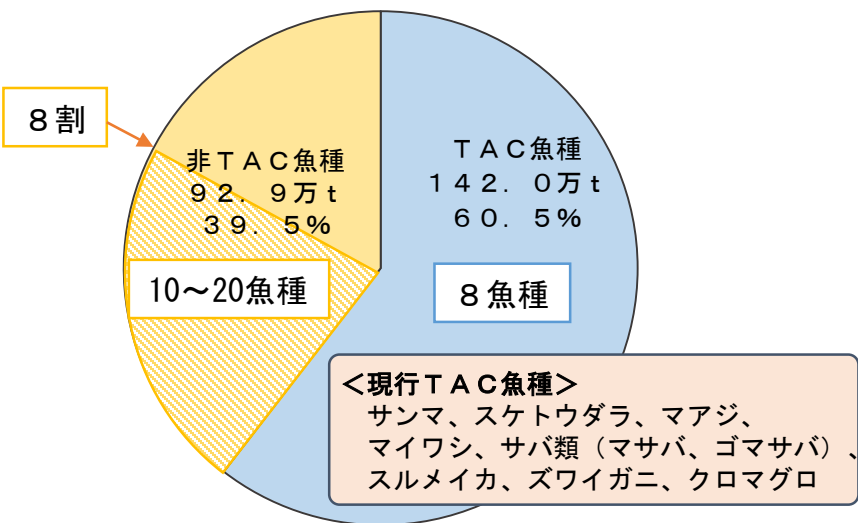 8割
非ＴＡＣ魚種
９２．９万ｔ
３９．５％
10～20魚種
ＴＡＣ魚種
１４２．０万ｔ
６０．５％
８魚種
＜現行ＴＡＣ魚種＞
サンマ、スケトウダラ、マアジ、
マイワシ、サバ類（マサバ、ゴマサバ）、
スルメイカ、ズワイガニ、クロマグロ